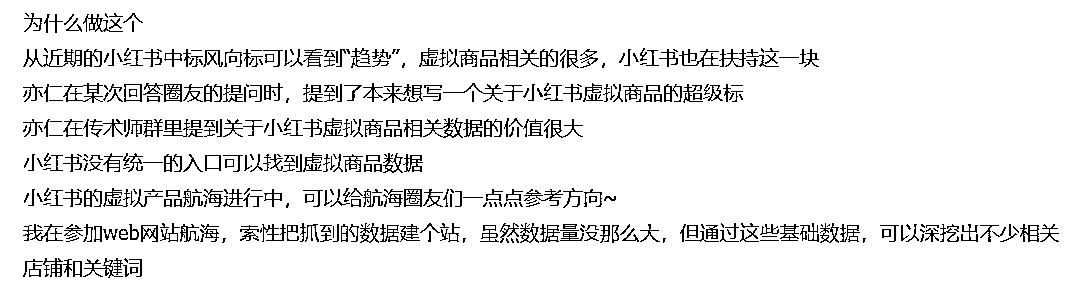 为什么做这个
从近期的小红书中标风向标可以看到“趋势”，虚拟商品相关的很多，小红书也在扶持这一块
亦仁在某次回答圈友的提问时，提到了本来想写一个关于小红书虚拟商品的超级标
亦仁在传术师群里提到关于小红书虚拟商品相关数据的价值很大
小红书没有统一的入口可以找到虚拟商品数据
小红书的虚拟产品航海进行中，可以给航海圈友们一点点参考方向~
我在参加web网站航海，索性把抓到的数据建个站，虽然数据量没那么大，但通过这些基础数据，可以深挖出不少相关
店铺和关键词